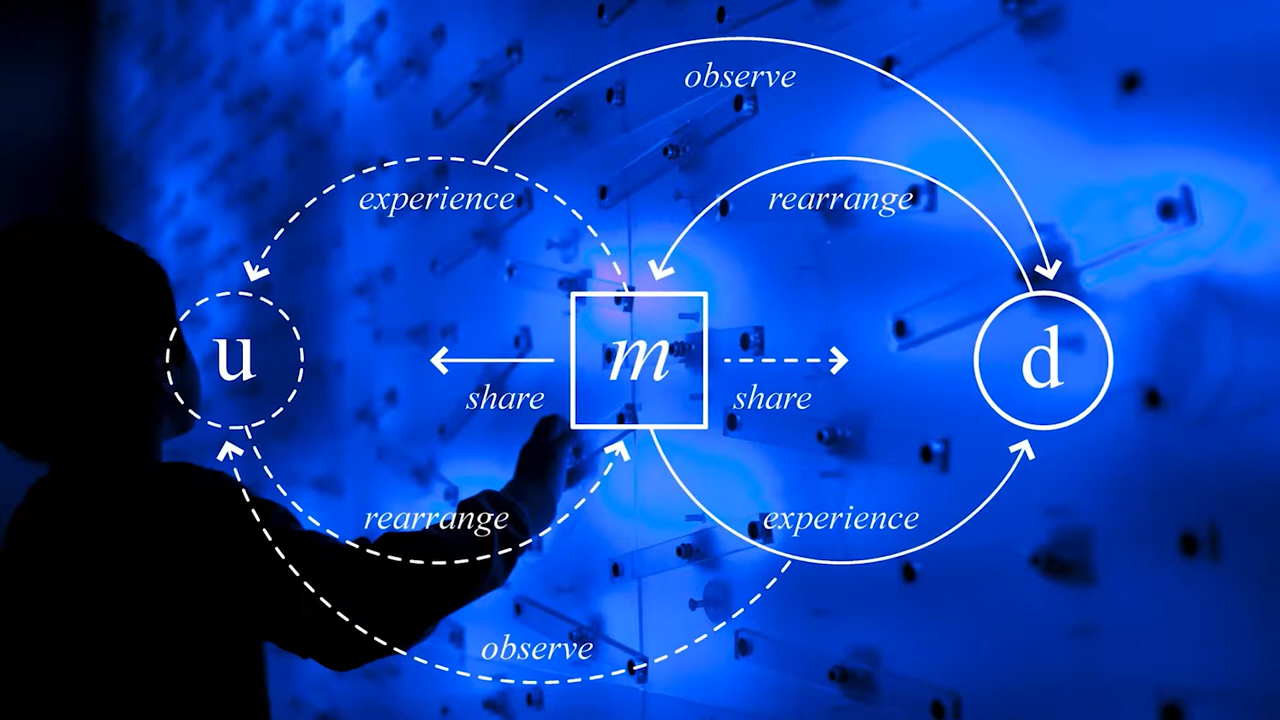 observe
experience
rearrange
u
m
d
share
share
rearrange
experience
observe